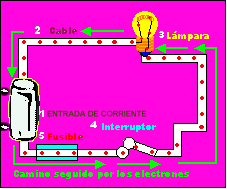 2 Cable
3 Lámpara
1 ENTRADA DE CORRIENTE
4 Interruptor
5 Fusible
Camino seguido por los electrones